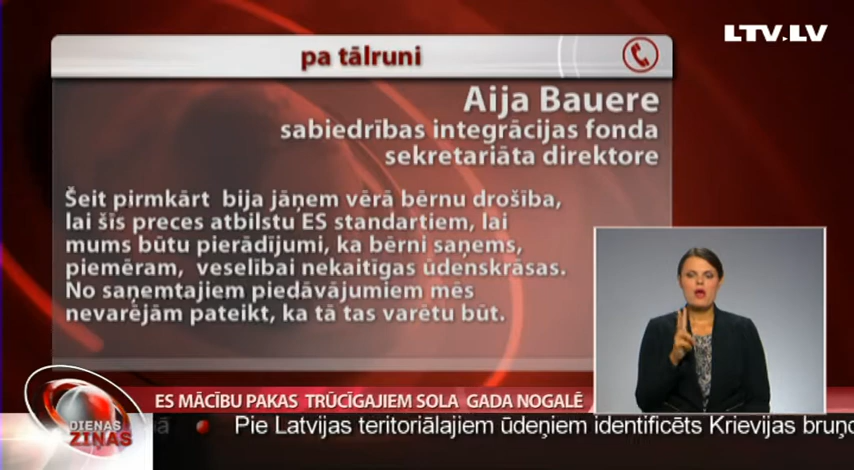 LTV.LV
pa tālruni
Aija Bauere
sabiedrības integrācijas fonda
sekretariāta direktore
Šeit pirmkārt bija jāņem vērā bērnu drošība,
lai šīs preces atbilstu ES standartiem, lai
mums būtu pierādījumi, ka bērni saņems,
piemēram, veselībai nekaitīgas ūdenskrāsas.
No saņemtajiem piedāvājumiem mēs
nevarējām pateikt, ka tā tas varētu būt.
ES MĀCĪBU PAKAS TRŪCĪGAJIEM SOLA GADA NOGALĒ
DIENAS
ZIŅAS
Pie Latvijas teritoriālajiem ūdeņiem identificēts Krievijas bruņo